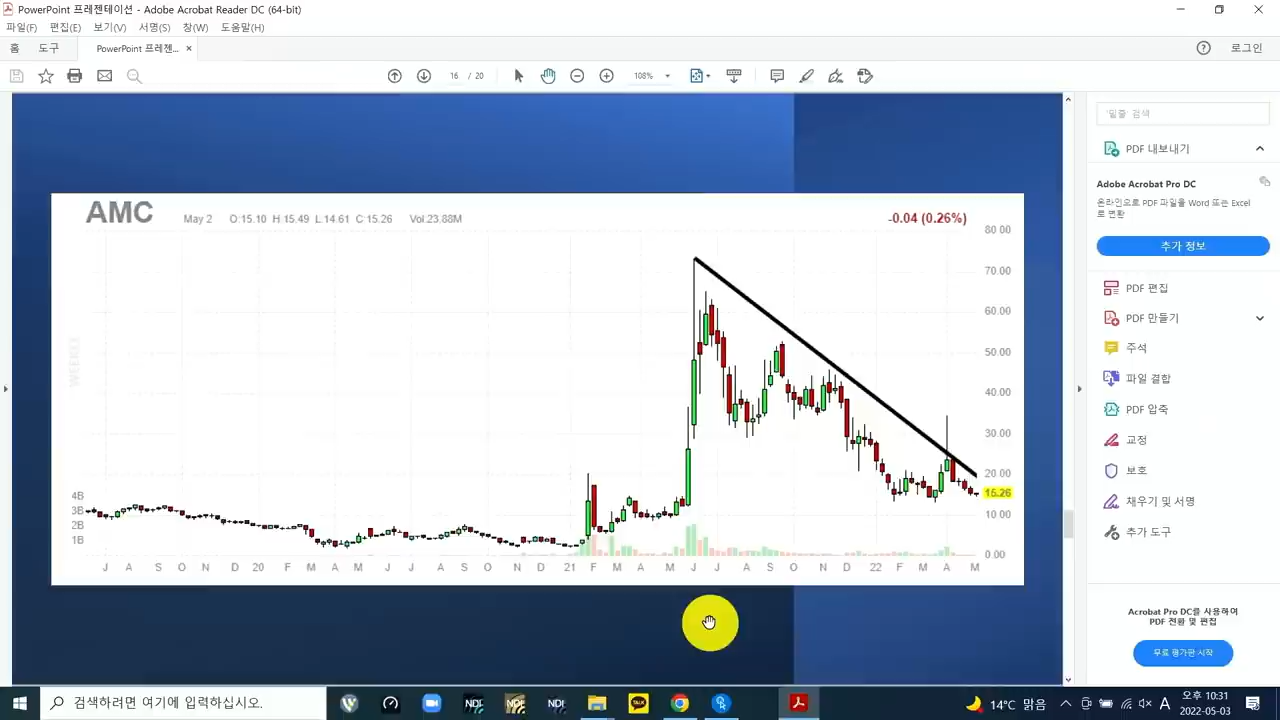 PowerPoint 프레젠테이션 - Adobe Acrobat Reader DC (64-bit)
파일(F) 편집(E) 보기(V) 서명(S) 창(W) 도움말(H)
홈 도구 PowerPoint 프레젠... × 로그인
16 / 20 108%
AMC May 2 O:15.10 H:15.49 L:14.61 C:15.26 Vol.23.88M -0.04 (0.26%)
80.00
70.00
60.00
50.00
40.00
30.00
20.00
15.26
10.00
0.00
WEEKLY
4B
3B
2B
1B
J A S O N D 20 F M A M J J A S O N D 21 F M A M J J A S O N D 22 F M A M
'밑줄' 검색
PDF 내보내기
Adobe Acrobat Pro DC
온라인으로 PDF 파일을 Word 또는 Excel
로 변환
추가 정보
PDF 편집
PDF 만들기
주석
파일 결합
PDF 압축
교정
보호
채우기 및 서명
추가 도구
Acrobat Pro DC를 사용하여
PDF 전환 및 편집
무료 평가판 시작
검색하려면 여기에 입력하십시오.
NDI
NDI
NDI
TALK
14°C 맑음
A
오후 10:31
2022-05-03